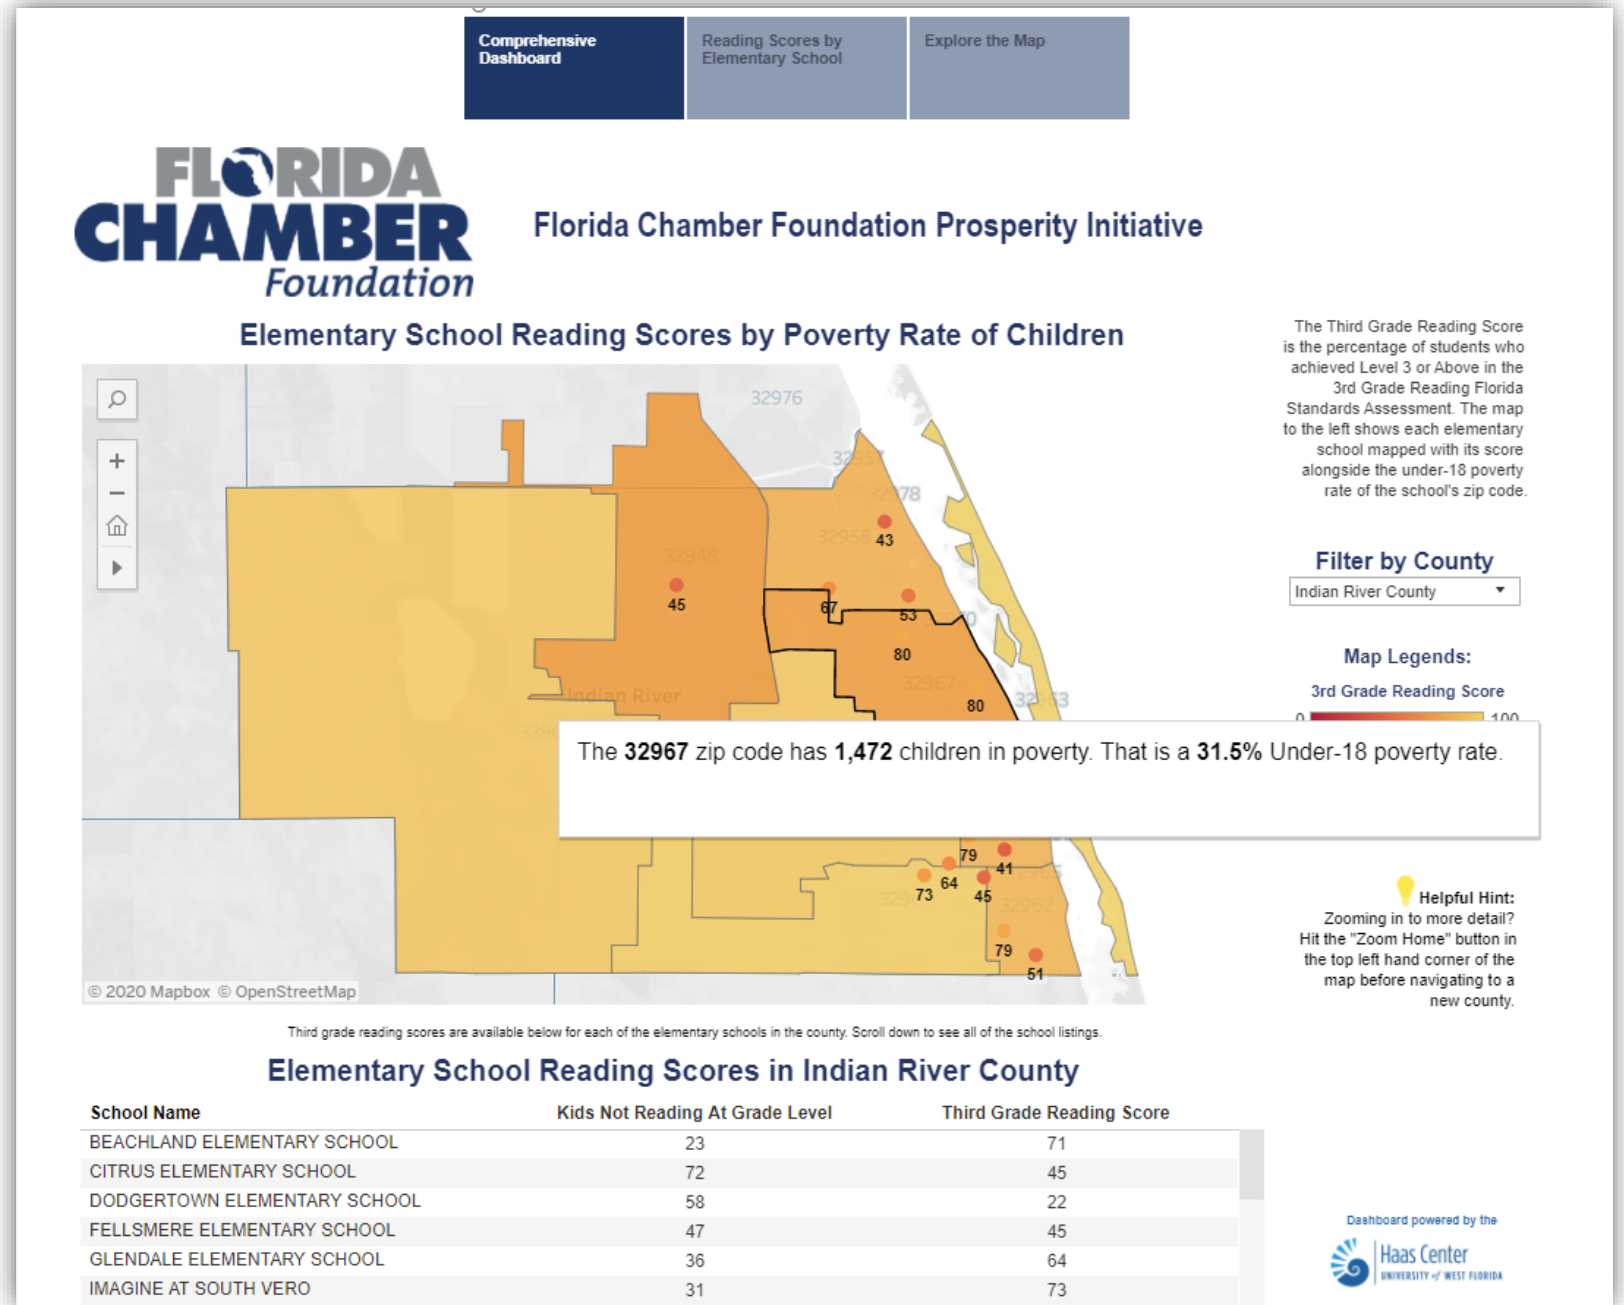 Comprehensive
Dashboard
Reading Scores by
Elementary School
Explore the Map
FLORIDA
CHAMBER
Foundation
Florida Chamber Foundation Prosperity Initiative
Elementary School Reading Scores by Poverty Rate of Children
The Third Grade Reading Score
is the percentage of students who
achieved Level 3 or Above in the
3rd Grade Reading Florida
Standards Assessment. The map
to the left shows each elementary
school mapped with its score
alongside the under-18 poverty
rate of the school's zip code.
Filter by County
Indian River County
Map Legends:
3rd Grade Reading Score
0
100
32976
32957
32978
32958
43
32948
45
67
53
80
32967
80
Indian River
32963
The 32967 zip code has 1,472 children in poverty. That is a 31.5% Under-18 poverty rate.
79
41
64
73
45
32962
79
51
© 2020 Mapbox © OpenStreetMap
Helpful Hint:
Zooming in to more detail?
Hit the "Zoom Home" button in
the top left hand corner of the
map before navigating to a
new county.
Third grade reading scores are available below for each of the elementary schools in the county. Scroll down to see all of the school listings.
Elementary School Reading Scores in Indian River County
School Name Kids Not Reading At Grade Level Third Grade Reading Score
BEACHLAND ELEMENTARY SCHOOL 23 71
CITRUS ELEMENTARY SCHOOL 72 45
DODGERTOWN ELEMENTARY SCHOOL 58 22
FELLSMERE ELEMENTARY SCHOOL 47 45
GLENDALE ELEMENTARY SCHOOL 36 64
IMAGINE AT SOUTH VERO 31 73
Dashboard powered by the
Haas Center
UNIVERSITY of WEST FLORIDA